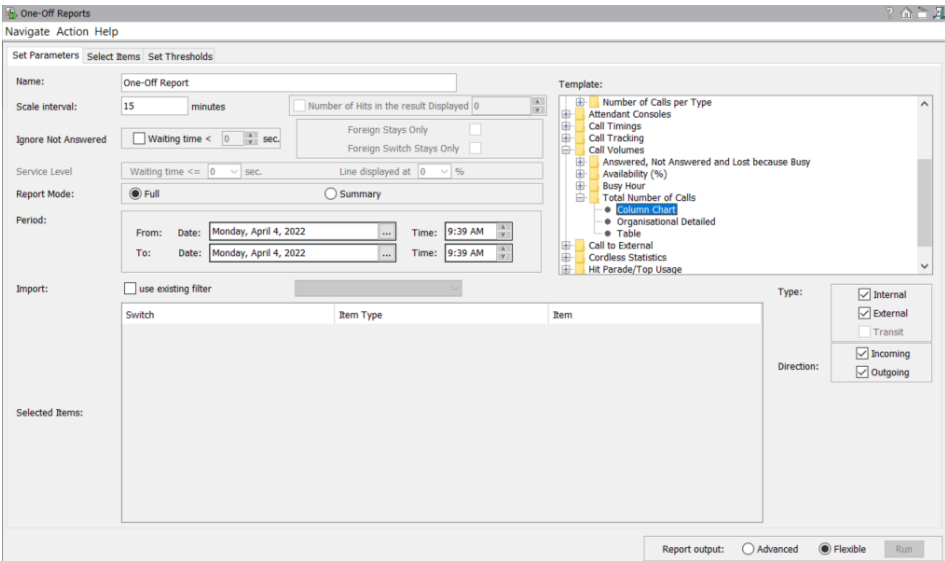 One-Off Reports
Navigate Action Help
Set Parameters Select Items Set Thresholds
Name: One-Off Report
Template:
Scale interval: 15 minutes
Number of Hits in the result Displayed 0
Ignore Not Answered Waiting time < 0 sec.
Foreign Stays Only
Foreign Switch Stays Only
Service Level Waiting time <= 0 sec. Line displayed at 0 %
Report Mode: Full Summary
Period:
From: Date: Monday, April 4, 2022 ... Time: 9:39 AM
To: Date: Monday, April 4, 2022 ... Time: 9:39 AM
Number of Calls per Type
Attendant Consoles
Call Timings
Call Tracking
Call Volumes
Answered, Not Answered and Lost because Busy
Availability (%)
Busy Hour
Total Number of Calls
Column Chart
Organisational Detailed
Table
Call to External
Cordless Statistics
Hit Parade/Top Usage
Import: use existing filter
Switch Item Type Item
Selected Items:
Type: Internal
External
Transit
Direction: Incoming
Outgoing
Report output: Advanced Flexible Run